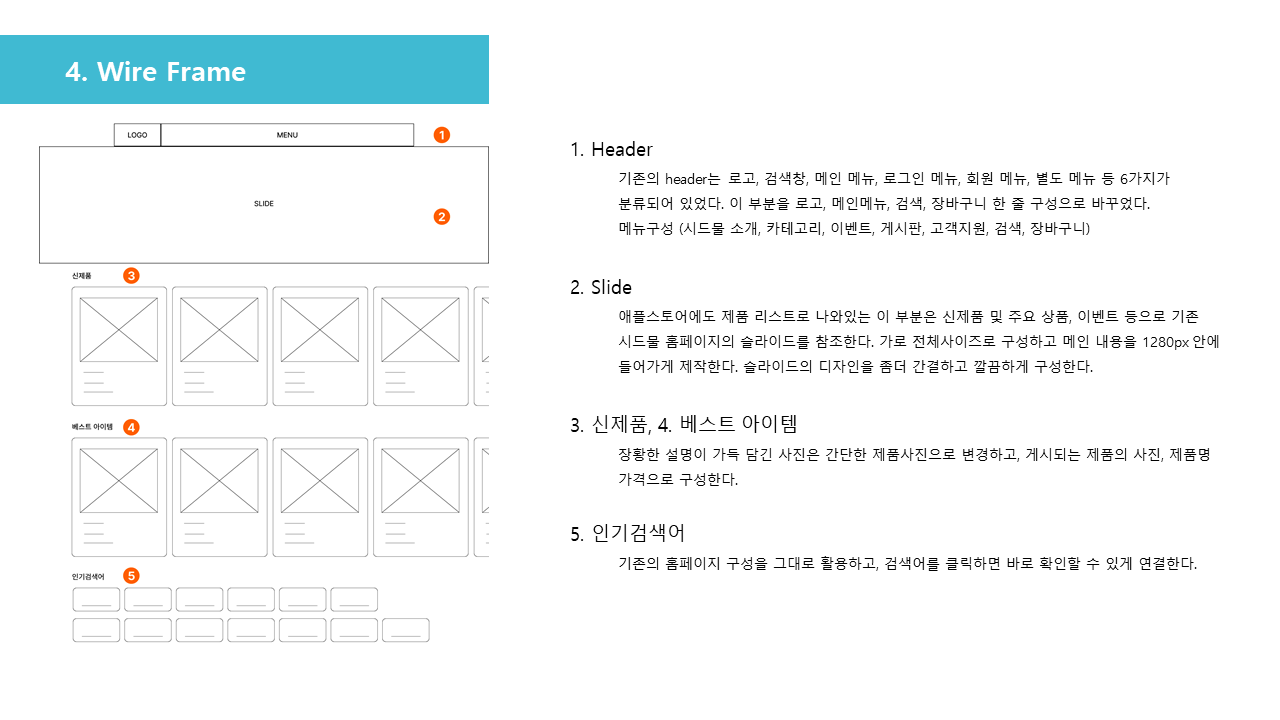 4. Wire Frame
LOGO
MENU
1
SLIDE
2
신제품
3
베스트 아이템
4
인기검색어
5
1. Header
기존의 header는 로고, 검색창, 메인 메뉴, 로그인 메뉴, 회원 메뉴, 별도 메뉴 등 6가지가
분류되어 있었다. 이 부분을 로고, 메인메뉴, 검색, 장바구니 한 줄 구성으로 바꾸었다.
메뉴구성 (시드물 소개, 카테고리, 이벤트, 게시판, 고객지원, 검색, 장바구니)
2. Slide
애플스토어에도 제품 리스트로 나와있는 이 부분은 신제품 및 주요 상품, 이벤트 등으로 기존
시드물 홈페이지의 슬라이드를 참조한다. 가로 전체사이즈로 구성하고 메인 내용을 1280px 안에
들어가게 제작한다. 슬라이드의 디자인을 좀더 간결하고 깔끔하게 구성한다.
3. 신제품, 4. 베스트 아이템
장황한 설명이 가득 담긴 사진은 간단한 제품사진으로 변경하고, 게시되는 제품의 사진, 제품명
가격으로 구성한다.
5. 인기검색어
기존의 홈페이지 구성을 그대로 활용하고, 검색어를 클릭하면 바로 확인할 수 있게 연결한다.